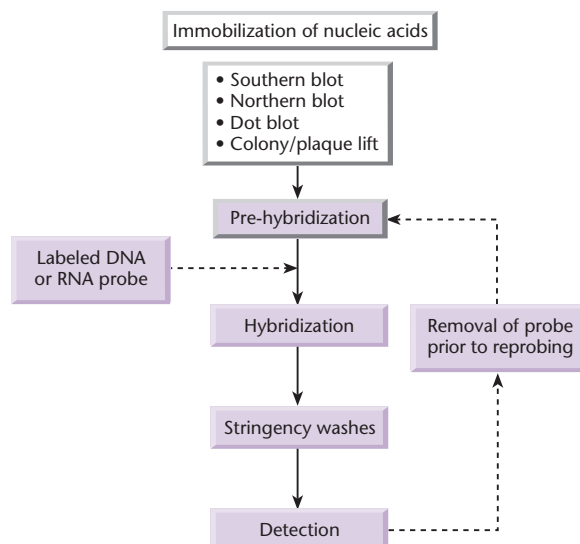 Immobilization of nucleic acids
• Southern blot
• Northern blot
• Dot blot
• Colony/plaque lift
Pre-hybridization
Labeled DNA
or RNA probe
Hybridization
Removal of probe
prior to reprobing
Stringency washes
Detection